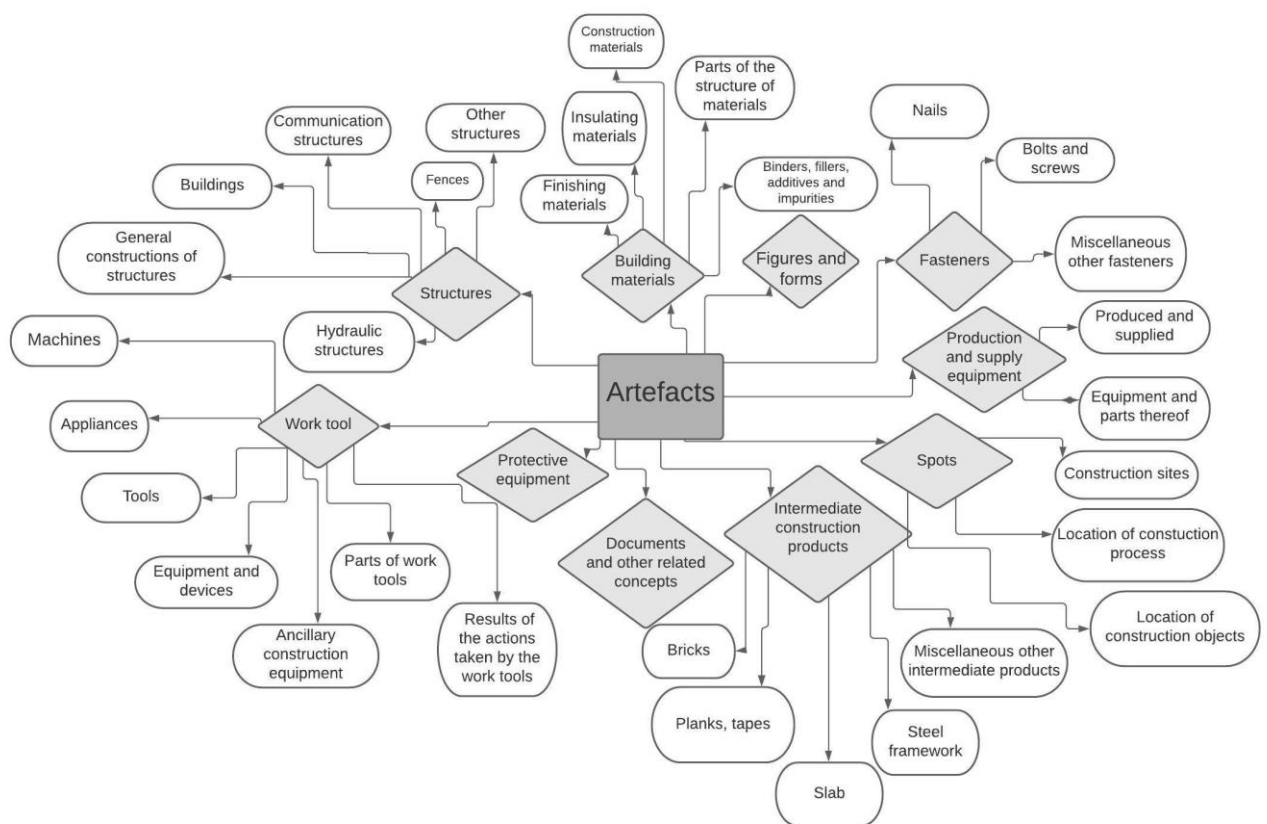 Construction
materials
Parts of the
structure of
materials
Nails
Insulating
materials
Communication
structures
Other
structures
Bolts and
screws
Buildings
Fences
Finishing
materials
Binders, fillers,
additives and
impurities
General
constructions of
structures
Structures
Building
materials
Figures and
forms
Fasteners
Miscellaneous
other fasteners
Machines
Hydraulic
structures
Artefacts
Production
and supply
equipment
Produced and
supplied
Appliances
Work tool
Equipment and
parts thereof
Protective
equipment
Spots
Construction sites
Tools
Intermediate
construction
products
Location of constuction
process
Equipment and
devices
Parts of work
tools
Documents
and other related
concepts
Location of
construction objects
Ancillary
construction
equipment
Results of
the actions
taken by the
work tools
Bricks
Miscellaneous other
intermediate products
Planks, tapes
Steel
framework
Slab